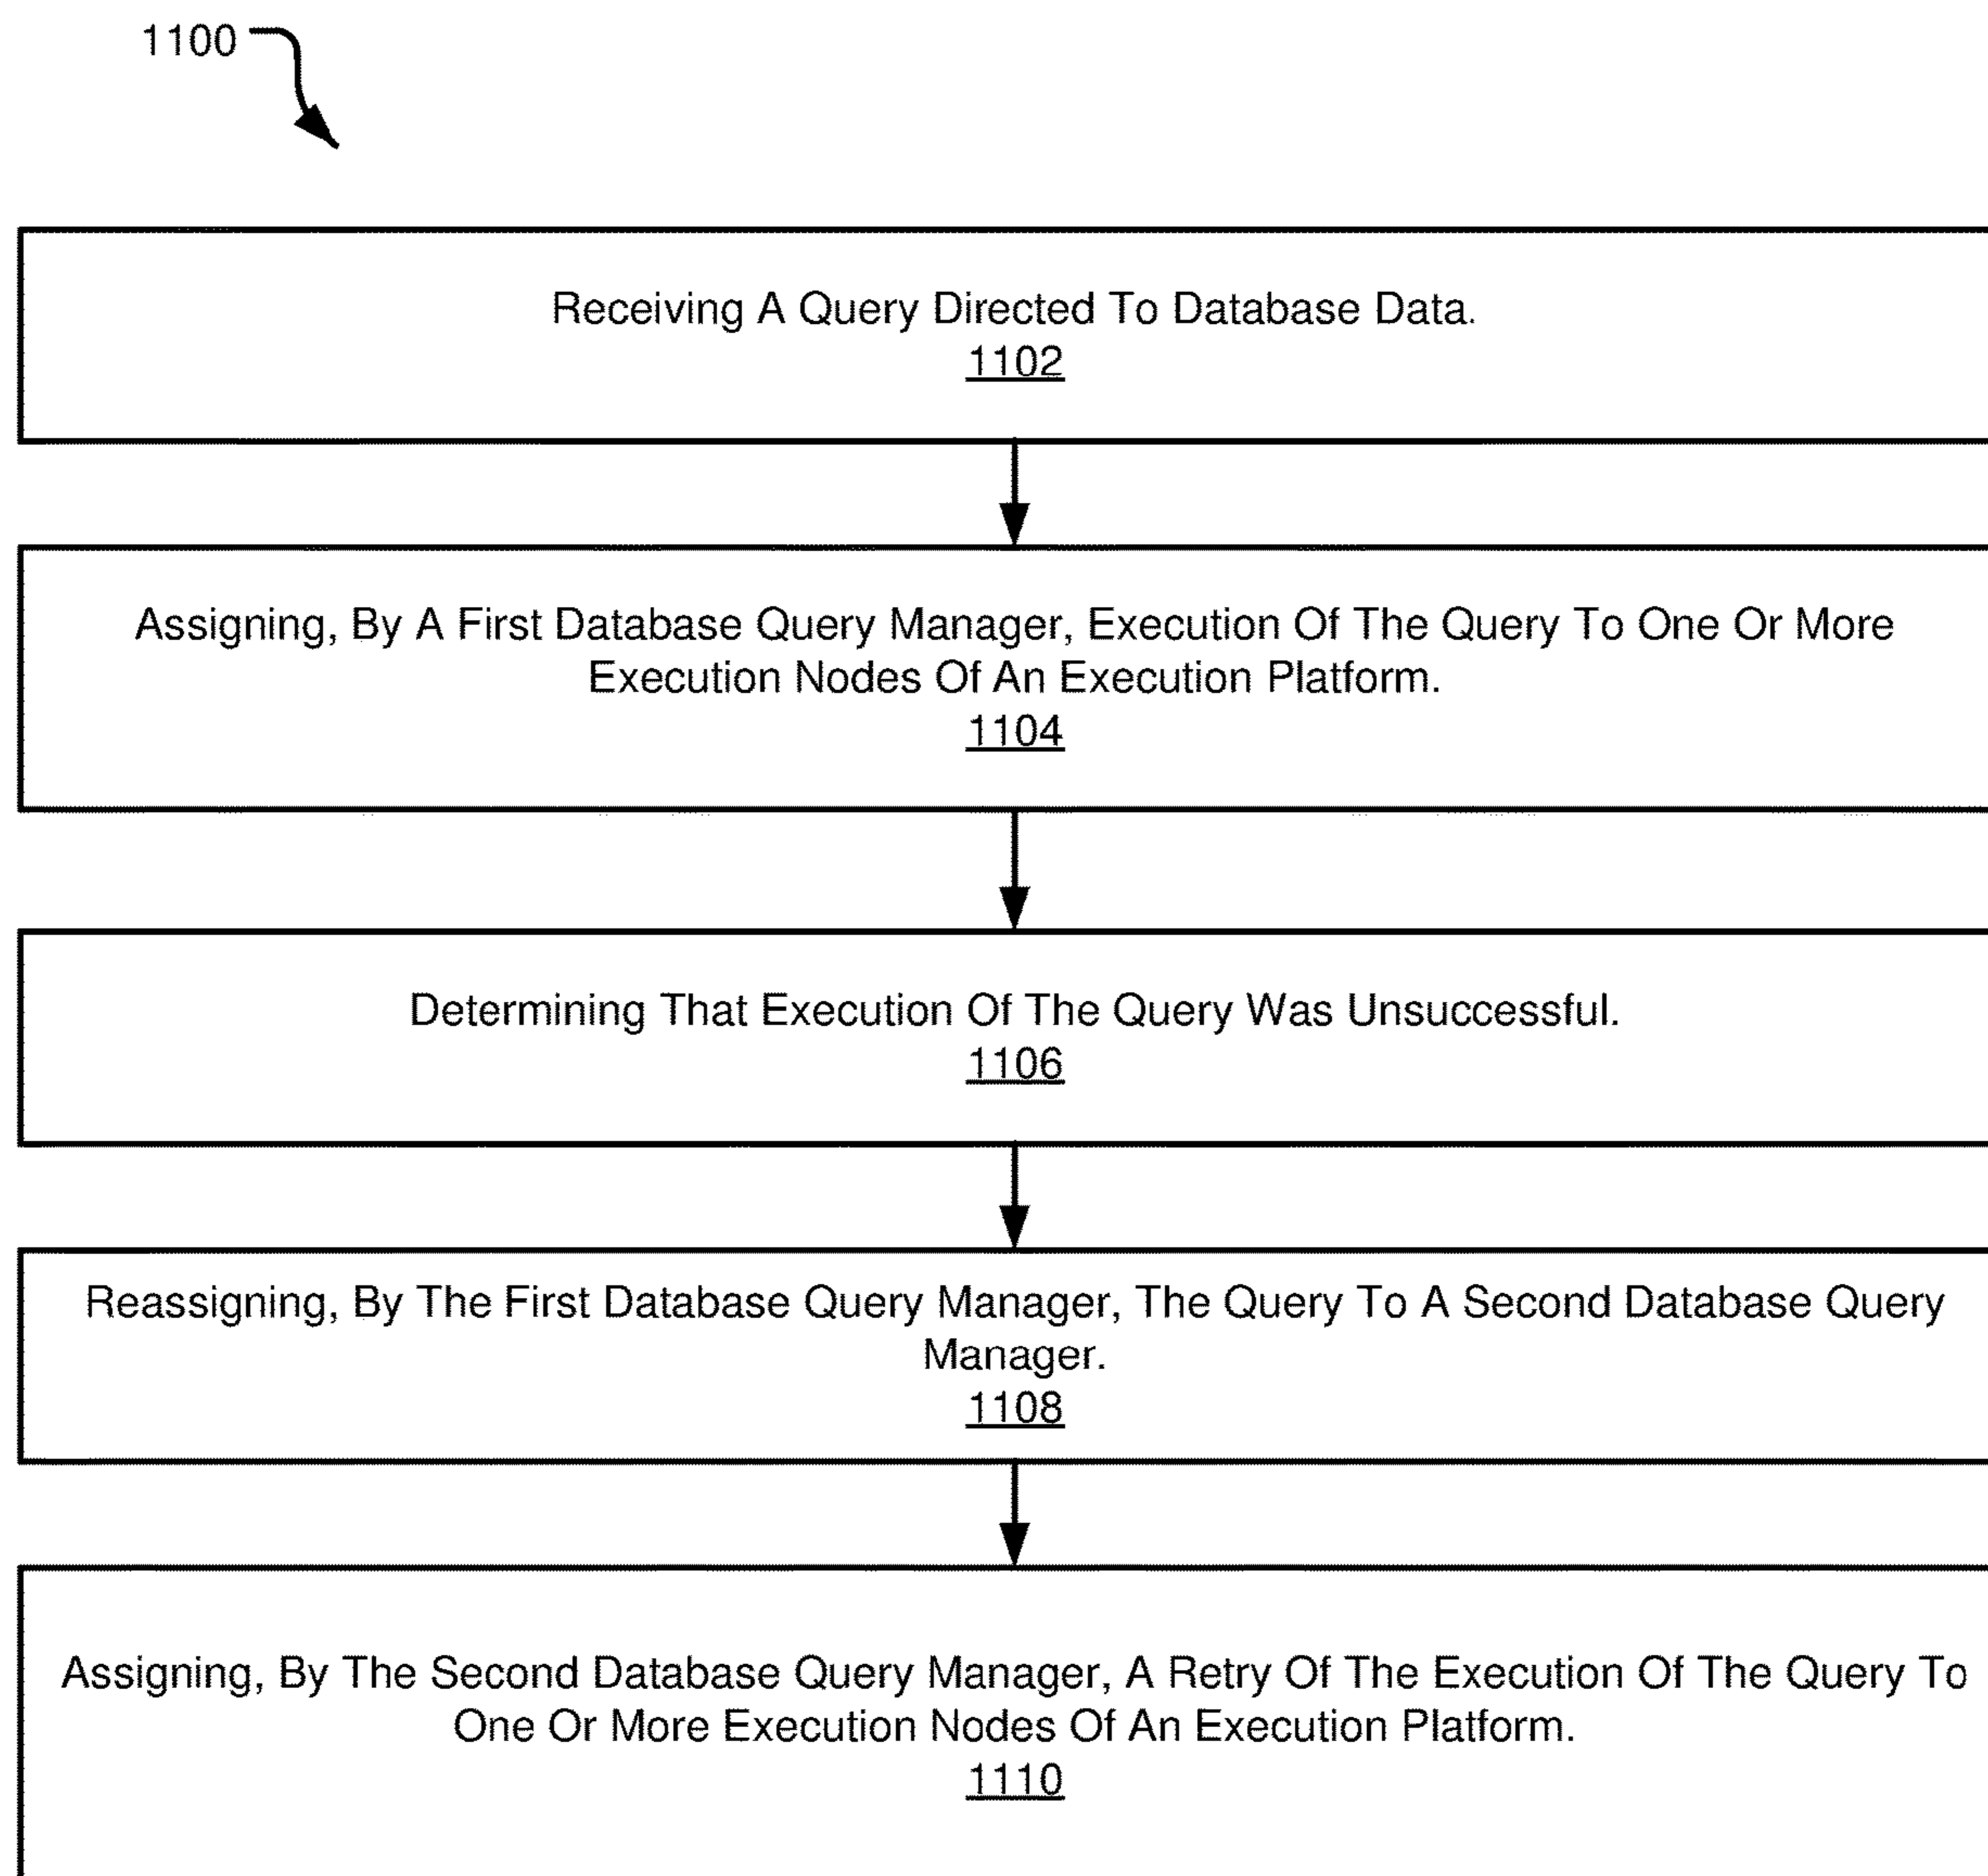 1100
Receiving A Query Directed To Database Data.
1102
Assigning, By A First Database Query Manager, Execution Of The Query To One Or More
Execution Nodes Of An Execution Platform.
1104
Determining That Execution Of The Query Was Unsuccessful.
1106
Reassigning, By The First Database Query Manager, The Query To A Second Database Query
Manager.
1108
Assigning, By The Second Database Query Manager, A Retry Of The Execution Of The Query To
One Or More Execution Nodes Of An Execution Platform.
1110